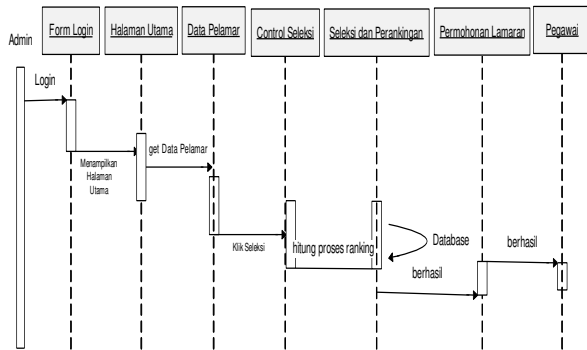 Admin
Form Login
Halaman Utama
Data Pelamar
Control Seleksi
Seleksi dan Perankingan
Permohonan Lamaran
Pegawai
Login
Menampilkan
Halaman
Utama
get Data Pelamar
Klik Seleksi
hitung proses ranking
Database
berhasil
berhasil